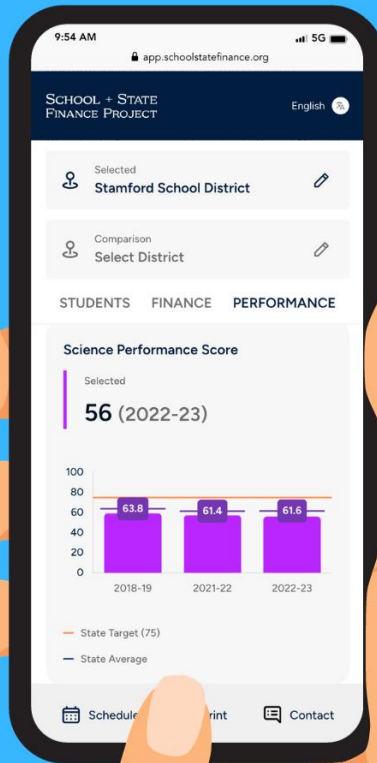 9:54 AM 5G
app.schoolstatefinance.org
SCHOOL + STATE
FINANCE PROJECT
English
Selected
Stamford School District
Comparison
Select District
STUDENTS FINANCE PERFORMANCE
Science Performance Score
Selected
56 (2022-23)
100
80
60
40
20
0
63.8 61.4 61.6
2018-19 2021-22 2022-23
State Target (75)
State Average
Schedule Contact